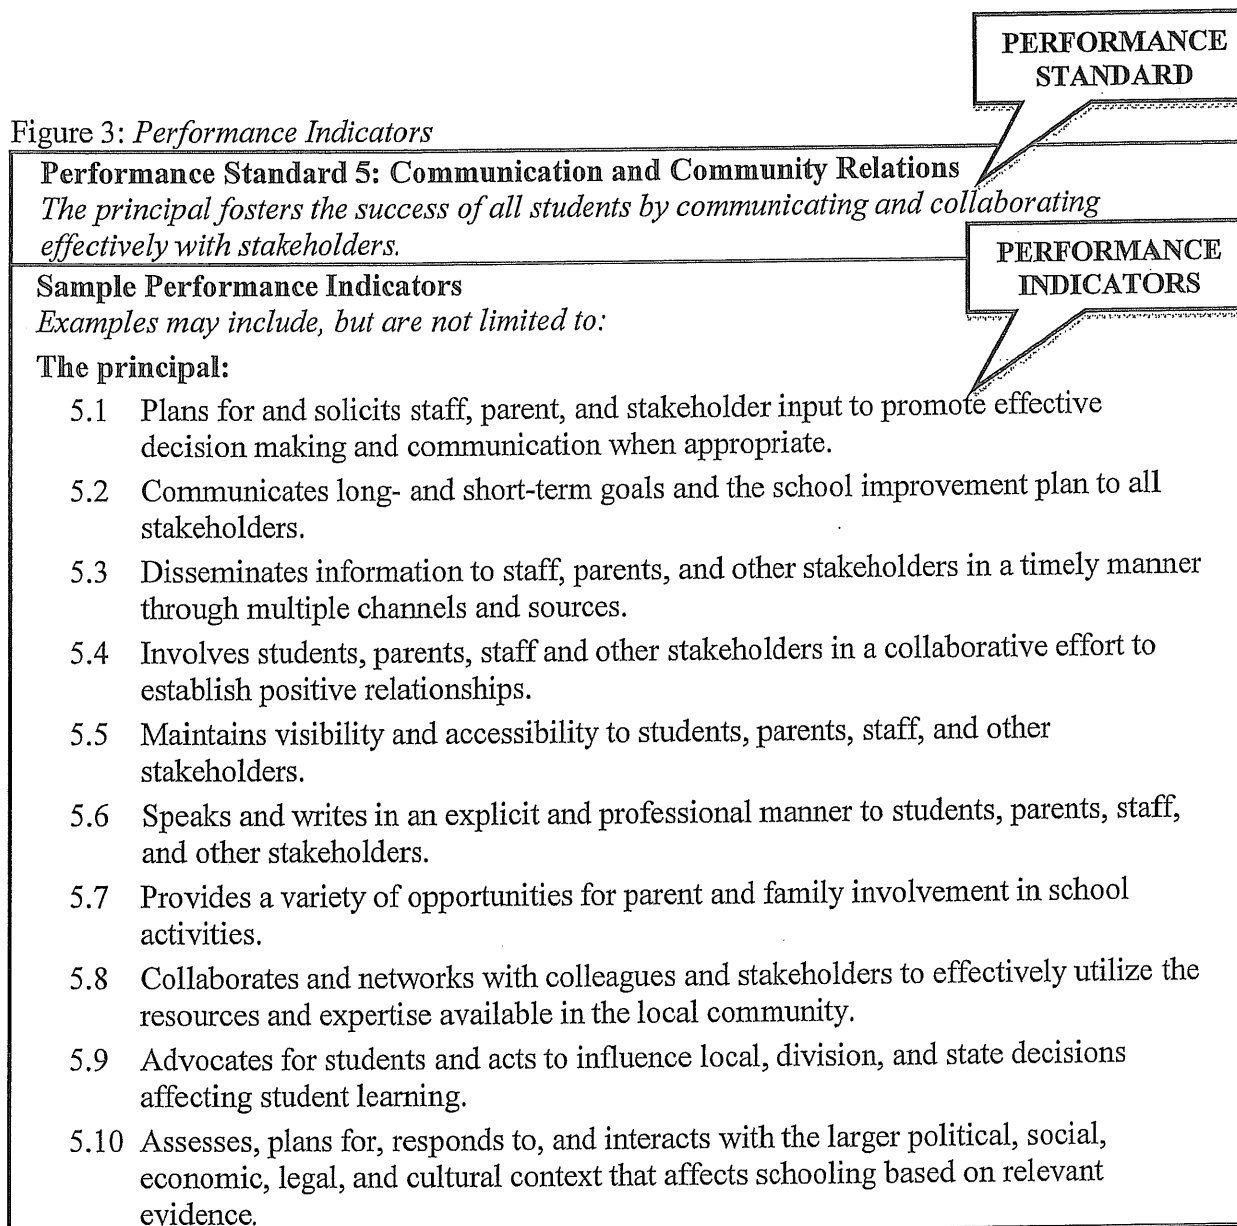 PERFORMANCE
STANDARD
Figure 3: Performance Indicators
Performance Standard 5: Communication and Community Relations
The principal fosters the success of all students by communicating and collaborating
effectively with stakeholders.
PERFORMANCE
INDICATORS
Sample Performance Indicators
Examples may include, but are not limited to:
The principal:
5.1 Plans for and solicits staff, parent, and stakeholder input to promote effective
decision making and communication when appropriate.
5.2 Communicates long- and short-term goals and the school improvement plan to all
stakeholders.
5.3 Disseminates information to staff, parents, and other stakeholders in a timely manner
through multiple channels and sources.
5.4 Involves students, parents, staff and other stakeholders in a collaborative effort to
establish positive relationships.
5.5 Maintains visibility and accessibility to students, parents, staff, and other
stakeholders.
5.6 Speaks and writes in an explicit and professional manner to students, parents, staff,
and other stakeholders.
5.7 Provides a variety of opportunities for parent and family involvement in school
activities.
5.8 Collaborates and networks with colleagues and stakeholders to effectively utilize the
resources and expertise available in the local community.
5.9 Advocates for students and acts to influence local, division, and state decisions
affecting student learning.
5.10 Assesses, plans for, responds to, and interacts with the larger political, social,
economic, legal, and cultural context that affects schooling based on relevant
evidence.